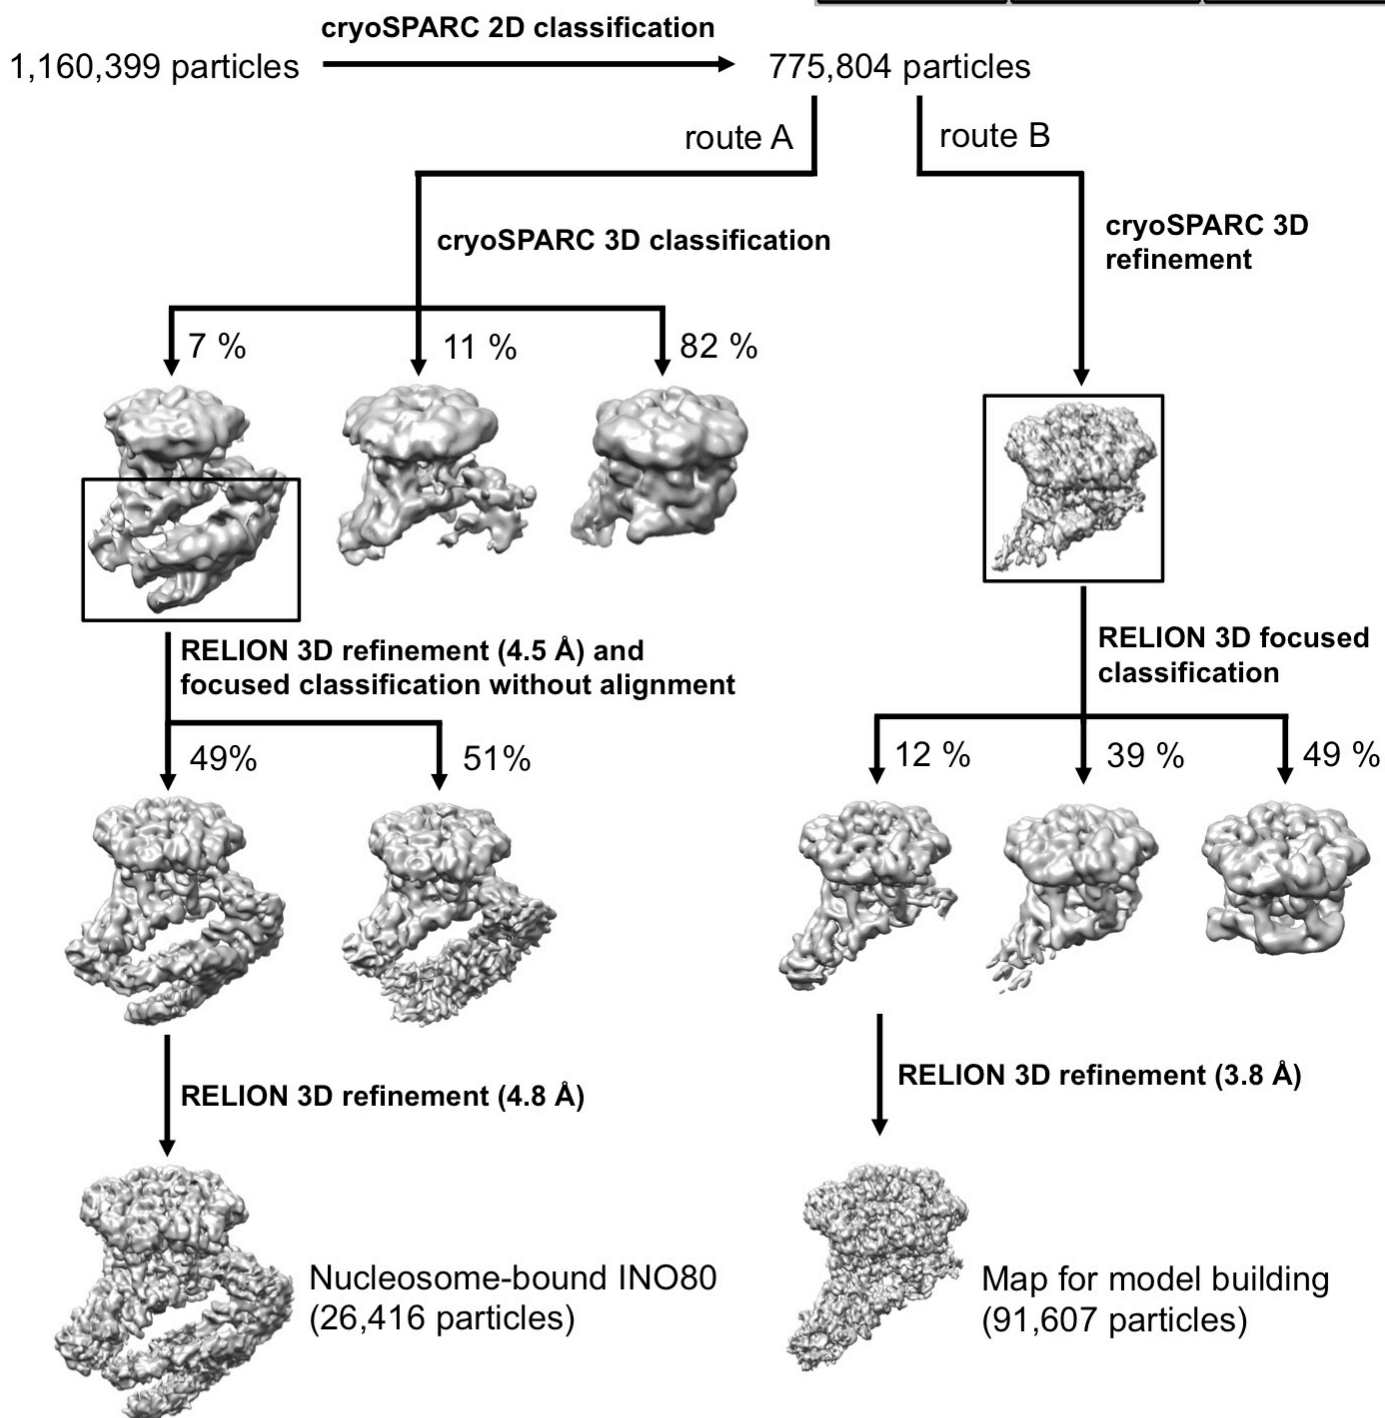 cryoSPARC 2D classification
1,160,399 particles
775,804 particles
route A
route B
cryoSPARC 3D classification
cryoSPARC 3D
refinement
7 %
11 %
82 %
RELION 3D refinement (4.5 Å) and
focused classification without alignment
RELION 3D focused
classification
49%
51%
12 %
39 %
49 %
RELION 3D refinement (4.8 Å)
RELION 3D refinement (3.8 Å)
Nucleosome-bound INO80
(26,416 particles)
Map for model building
(91,607 particles)